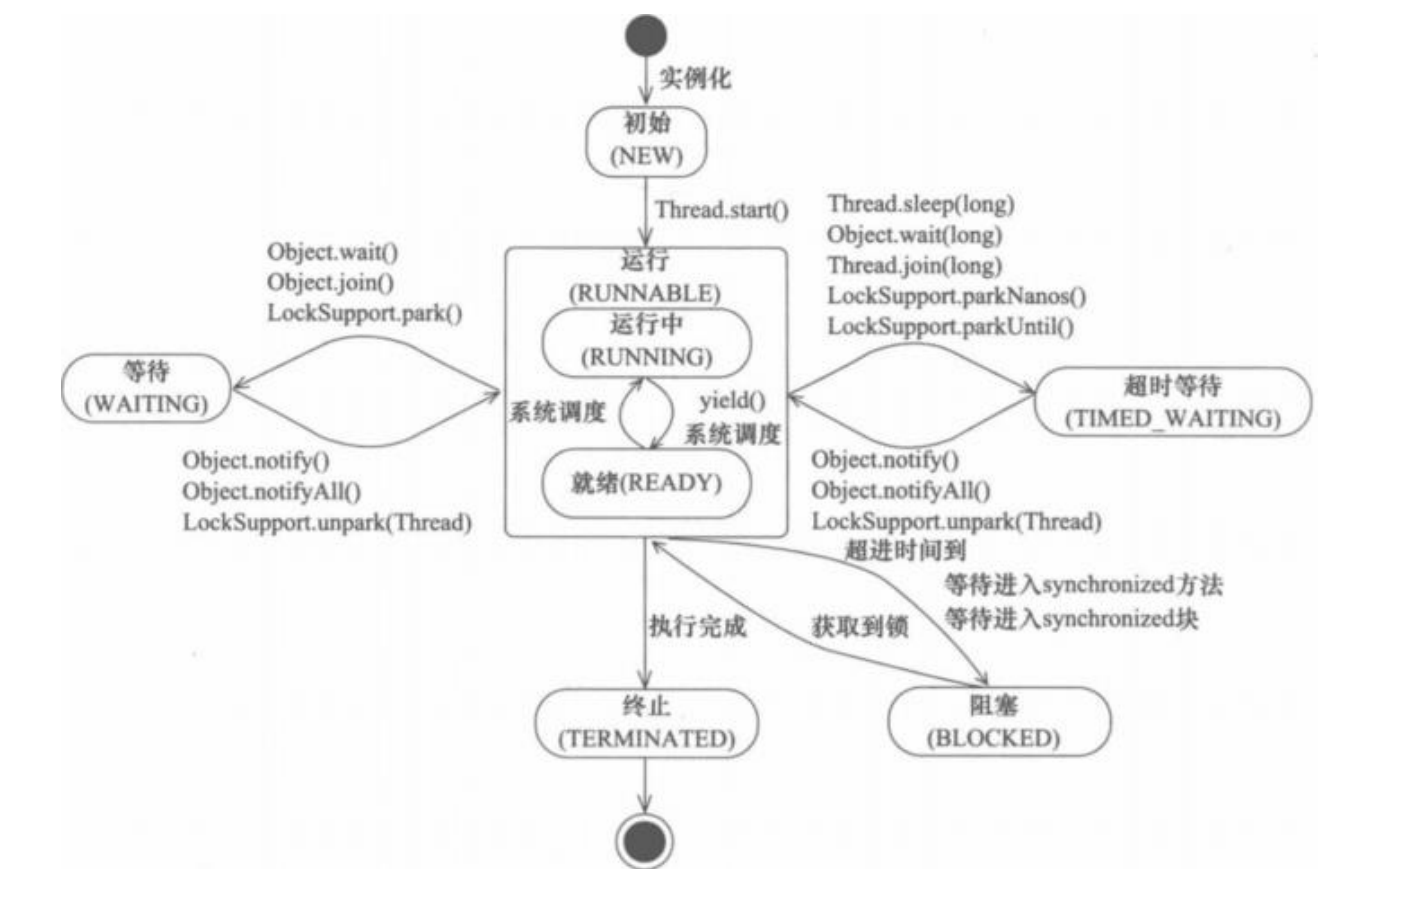 实例化
初始
(NEW)
Thread.start()
Object.wait()
Object.join()
LockSupport.park()
Thread.sleep(long)
Object.wait(long)
Thread.join(long)
LockSupport.parkNanos()
LockSupport.parkUntil()
运行
(RUNNABLE)
运行中
(RUNNING)
等待
(WAITING)
系统调度
yield()
系统调度
超时等待
(TIMED_WAITING)
就绪(READY)
Object.notify()
Object.notifyAll()
LockSupport.unpark(Thread)
Object.notify()
Object.notifyAll()
LockSupport.unpark(Thread)
超进时间到
等待进入synchronized方法
等待进入synchronized块
执行完成
获取到锁
终止
(TERMINATED)
阻塞
(BLOCKED)